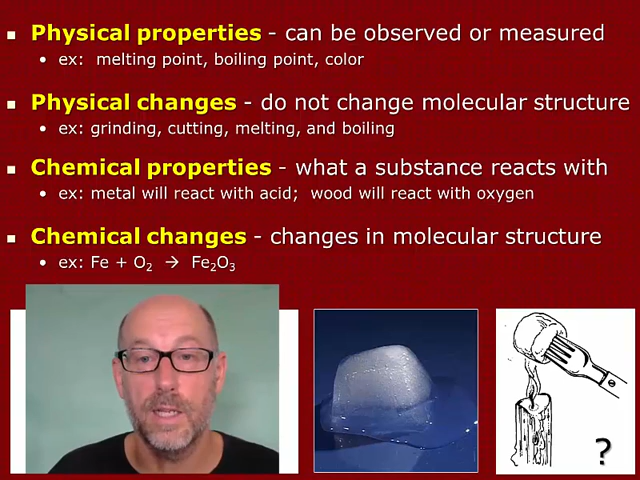 Physical properties - can be observed or measured
ex: melting point, boiling point, color
Physical changes - do not change molecular structure
ex: grinding, cutting, melting, and boiling
Chemical properties - what a substance reacts with
ex: metal will react with acid; wood will react with oxygen
Chemical changes - changes in molecular structure
ex: Fe + O₂ → Fe₂O₃
?